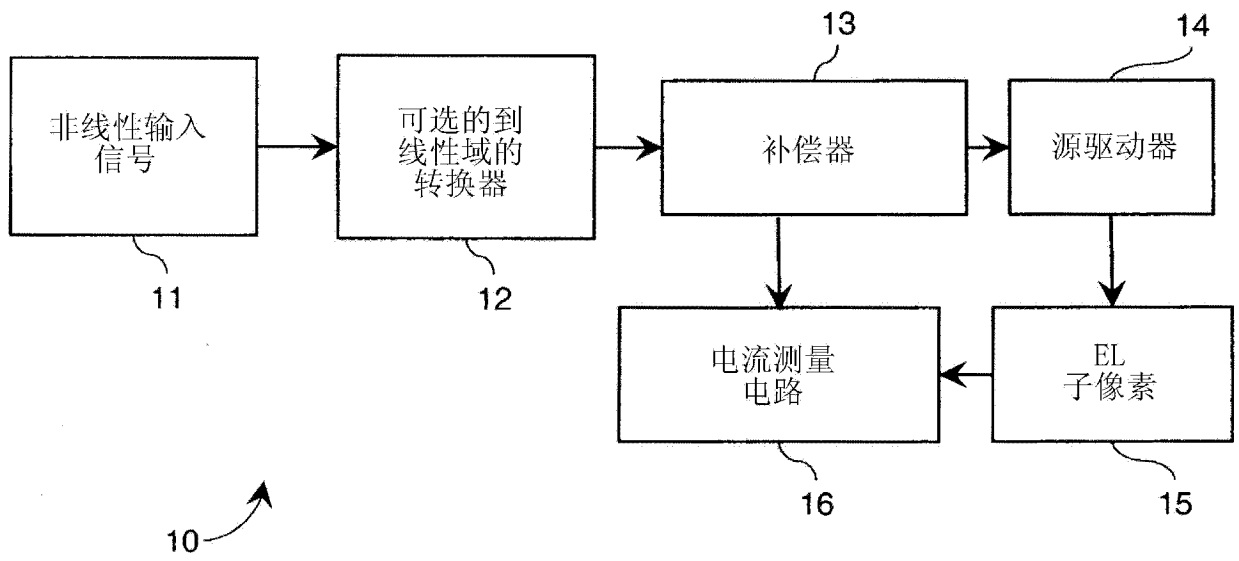 13
14
非线性输入
信号
可选的到
线性域的
转换器
补偿器
源驱动器
11
12
电流测量
电路
EL
子像素
16
15
10